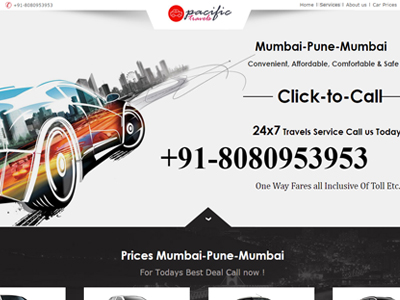 +91-8080953953
pacific
travels
Home | Services | About us | Car Prices
Mumbai-Pune-Mumbai
Convenient, Affordable, Comfortable & Safe
Click-to-Call
24x7 Travels Service Call us Today
+91-8080953953
One Way Fares all Inclusive Of Toll Etc.
Prices Mumbai-Pune-Mumbai
For Todays Best Deal Call now !